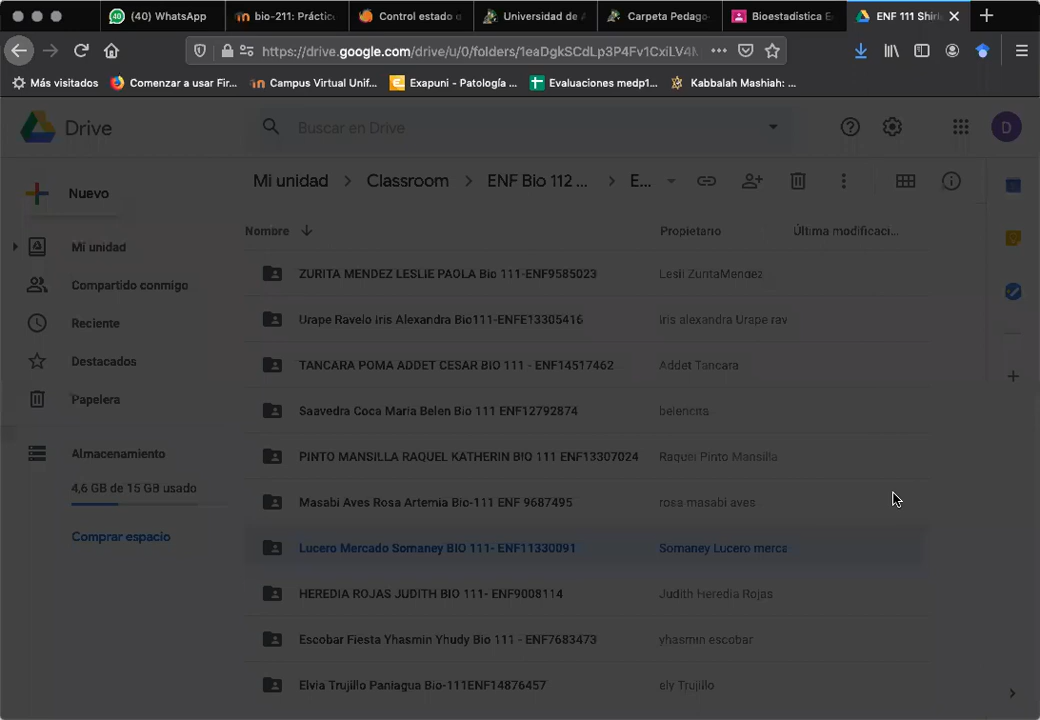 (40) WhatsApp
bio-211: Práctic
Control estado d
Universidad de A
Carpeta Pedago
Bioestadistica E
ENF 111 Shirl
https://drive.google.com/drive/u/0/folders/1eaDgkSCdLp3P4Fv1CxiLV4N
Más visitados
Comenzar a usar Fir...
Campus Virtual Unif...
Exapuni - Patología ...
Evaluaciones medp1...
Kabbalah Mashiah: ...
Drive
Buscar en Drive
D
Nuevo
Mi unidad
Classroom
ENF Bio 112 ...
E...
Nombre
Propietario
Última modificaci...
Mi unidad
Compartido conmigo
Reciente
Destacados
Papelera
Almacenamiento
4,6 GB de 15 GB usado
Comprar espacio
ZURITA MENDEZ LESLIE PAOLA Bio 111-ENF9585023
Lesli ZuritaMendez
Urape Ravelo Iris Alexandra Bio111-ENFE13305416
Iris alexandra Urape rav
TANCARA POMA ADDET CESAR BIO 111 - ENF14517462
Addet Tancara
Saavedra Coca Maria Belen Bio 111 ENF12792874
belencita
PINTO MANSILLA RAQUEL KATHERIN BIO 111 ENF13307024
Raquel Pinto Mansilla
Masabi Aves Rosa Artemia Bio-111 ENF 9687495
rosa masabi aves
Lucero Mercado Somaney BIO 111- ENF11330091
Somaney Lucero merca
HEREDIA ROJAS JUDITH BIO 111- ENF9008114
Judith Heredia Rojas
Escobar Fiesta Yhasmin Yhudy Bio 111 - ENF7683473
yhasmin escobar
Elvia Trujillo Paniagua Bio-111ENF14876457
ely Trujillo